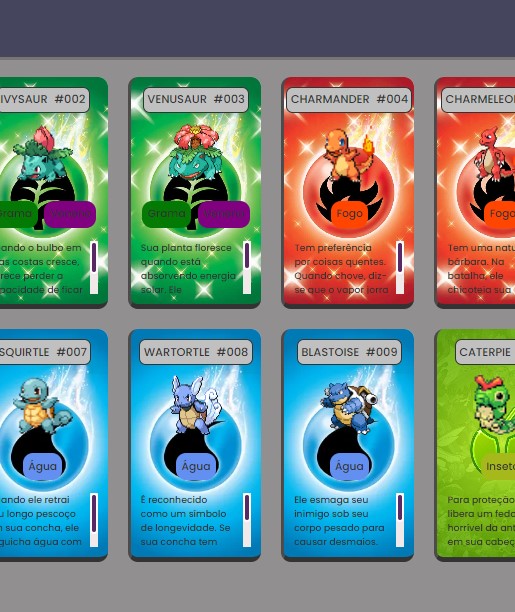 IVYSAUR #002
VENUSAUR #003
CHARMANDER #004
CHARMELEO
Grama Veneno
Grama Veneno
Fogo
Fogo
ando o bulbo em
as costas cresce,
rece perder a
pacidade de ficar
Sua planta floresce
quando está
absorvendo energia
solar. Ele
Tem preferência
por coisas quentes.
Quando chove, diz-
se que o vapor jorra
Tem uma natu
bárbara. Na
batalha, ele
chicoteia sua
SQUIRTLE #007
WARTORTLE #008
BLASTOISE #009
CATERPIE
Água
Água
Água
Inseto
ando ele retrai
u longo pescoço
sua concha, ele
guicha água com
É reconhecido
como um símbolo
de longevidade. Se
sua concha tem
Ele esmaga seu
inimigo sob seu
corpo pesado para
causar desmaios.
Para proteção
libera um fedo
horrível da ant
em sua cabeç